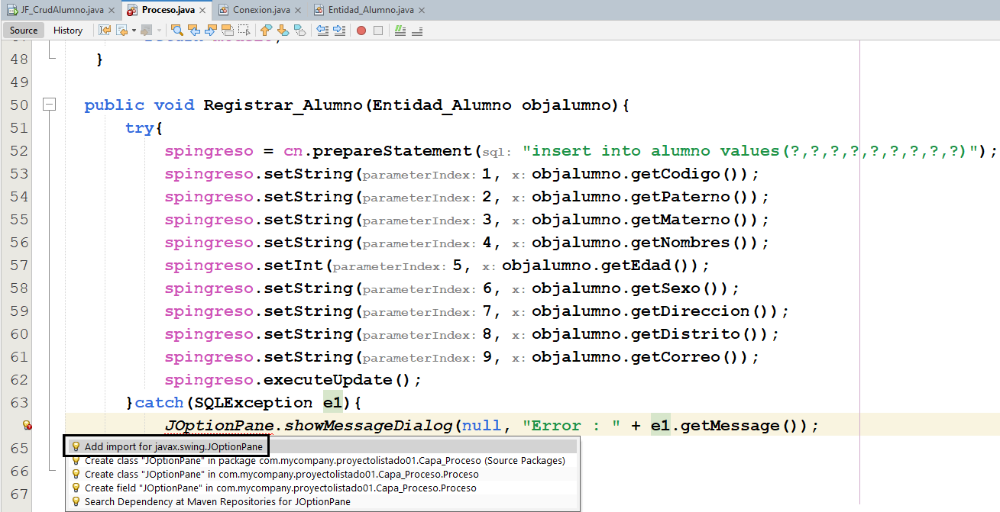 JF_CrudAlumno.java Proceso.java Conexion.java Entidad_Alumno.java
Source History
48 }
49
50 public void Registrar_Alumno(Entidad_Alumno objalumno){
51 try{
52 spingreso = cn.prepareStatement(sql: "insert into alumno values(?,?,?,?,?,?,?,?,?)");
53 spingreso.setString(parameterIndex: 1, x: objalumno.getCodigo());
54 spingreso.setString(parameterIndex: 2, x: objalumno.getPaterno());
55 spingreso.setString(parameterIndex: 3, x: objalumno.getMaterno());
56 spingreso.setString(parameterIndex: 4, x: objalumno.getNombres());
57 spingreso.setInt(parameterIndex: 5, x: objalumno.getEdad());
58 spingreso.setString(parameterIndex: 6, x: objalumno.getSexo());
59 spingreso.setString(parameterIndex: 7, x: objalumno.getDireccion());
60 spingreso.setString(parameterIndex: 8, x: objalumno.getDistrito());
61 spingreso.setString(parameterIndex: 9, x: objalumno.getCorreo());
62 spingreso.executeUpdate();
63 }catch(SQLException e1){
JOptionPane.showMessageDialog(null, "Error : " + e1.getMessage());
65 Add import for javax.swing.JOptionPane
Create class "JOptionPane" in package com.mycompany.proyectolistado01.Capa_Proceso (Source Packages)
66 Create class "JOptionPane" in com.mycompany.proyectolistado01.Capa_Proceso.Proceso
Create field "JOptionPane" in com.mycompany.proyectolistado01.Capa_Proceso.Proceso
67 Search Dependency at Maven Repositories for JOptionPane